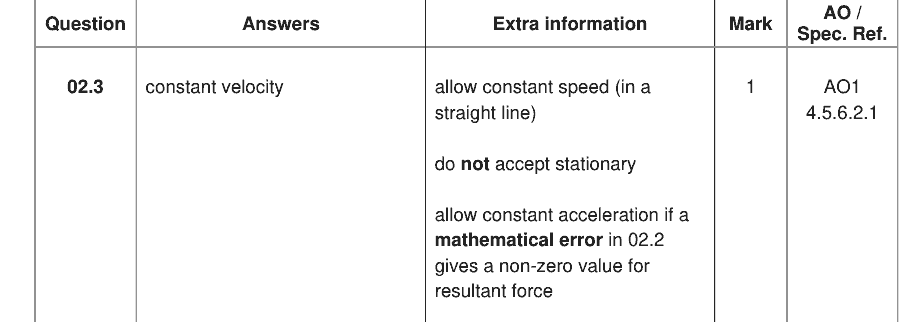 Question Answers Extra information Mark AO / Spec. Ref.
02.3 constant velocity allow constant speed (in a 1 AO1
straight line) 4.5.6.2.1
do not accept stationary
allow constant acceleration if a
mathematical error in 02.2
gives a non-zero value for
resultant force